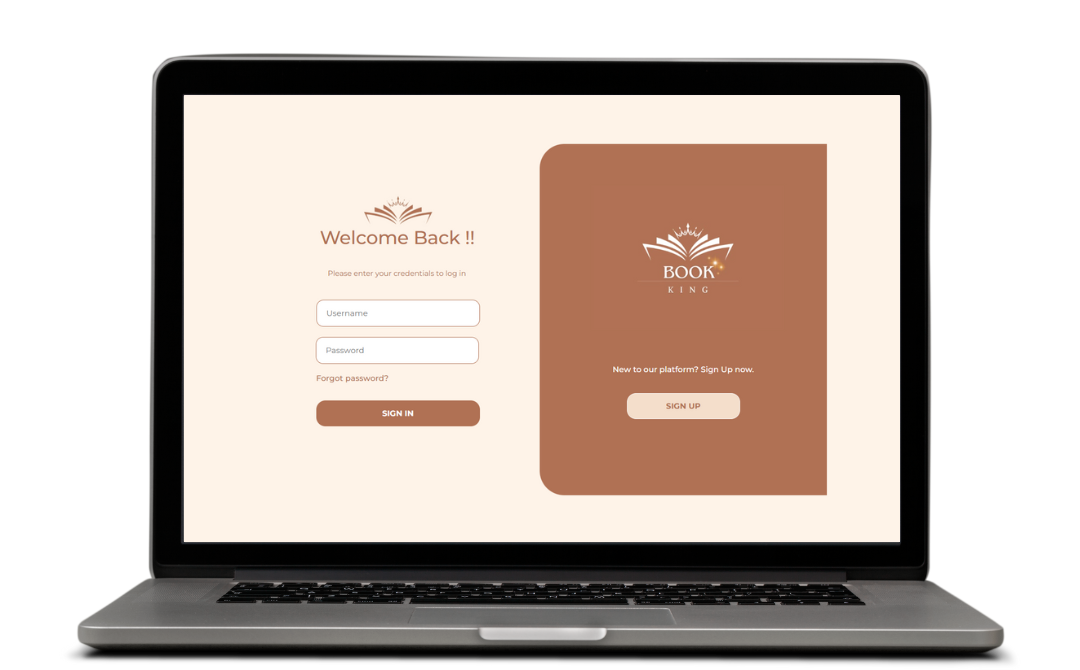 Welcome Back !!
Please enter your credentials to log in
Username
Password
Forgot password?
SIGN IN
BOOK
KING
New to our platform? Sign Up now.
SIGN UP